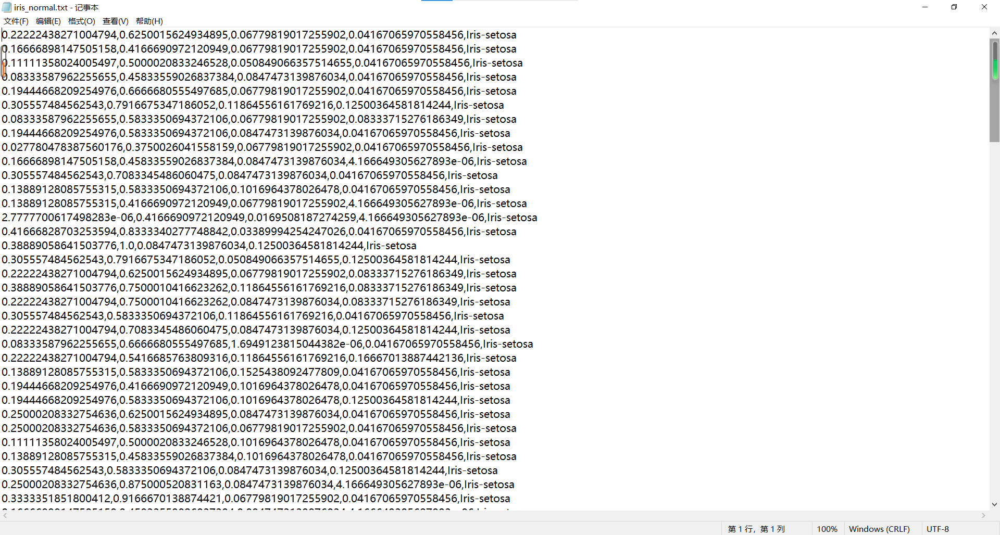 iris_normal.txt - 记事本
文件(F) 编辑(E) 格式(O) 查看(V) 帮助(H)
0.22222438271004794,0.6250015624934895,0.06779819017255902,0.04167065970558456,Iris-setosa
0.16666898147505158,0.4166690972120949,0.06779819017255902,0.04167065970558456,Iris-setosa
0.11111358024005497,0.5000020833246528,0.050849066357514655,0.04167065970558456,Iris-setosa
0.08333587962255655,0.45833559026837384,0.0847473139876034,0.04167065970558456,Iris-setosa
0.19444668209254976,0.6666680555497685,0.06779819017255902,0.04167065970558456,Iris-setosa
0.305557484562543,0.7916675347186052,0.11864556161769216,0.12500364581814244,Iris-setosa
0.08333587962255655,0.5833350694372106,0.06779819017255902,0.08333715276186349,Iris-setosa
0.19444668209254976,0.5833350694372106,0.0847473139876034,0.04167065970558456,Iris-setosa
0.027780478387560176,0.3750026041558159,0.06779819017255902,0.04167065970558456,Iris-setosa
0.16666898147505158,0.45833559026837384,0.0847473139876034,4.166649305627893e-06,Iris-setosa
0.305557484562543,0.7083345486060475,0.0847473139876034,0.04167065970558456,Iris-setosa
0.13889128085755315,0.5833350694372106,0.1016964378026478,0.04167065970558456,Iris-setosa
0.13889128085755315,0.4166690972120949,0.06779819017255902,4.166649305627893e-06,Iris-setosa
2.7777700617498283e-06,0.4166690972120949,0.0169508187274259,4.166649305627893e-06,Iris-setosa
0.41666828703253594,0.8333340277748842,0.03389994254247026,0.04167065970558456,Iris-setosa
0.38889058641503776,1.0,0.0847473139876034,0.12500364581814244,Iris-setosa
0.305557484562543,0.7916675347186052,0.050849066357514655,0.12500364581814244,Iris-setosa
0.22222438271004794,0.6250015624934895,0.06779819017255902,0.08333715276186349,Iris-setosa
0.38889058641503776,0.7500010416623262,0.11864556161769216,0.08333715276186349,Iris-setosa
0.22222438271004794,0.7500010416623262,0.0847473139876034,0.08333715276186349,Iris-setosa
0.305557484562543,0.5833350694372106,0.11864556161769216,0.04167065970558456,Iris-setosa
0.22222438271004794,0.7083345486060475,0.0847473139876034,0.12500364581814244,Iris-setosa
0.08333587962255655,0.6666680555497685,1.6949123815044382e-06,0.04167065970558456,Iris-setosa
0.22222438271004794,0.5416685763809316,0.11864556161769216,0.16667013887442136,Iris-setosa
0.13889128085755315,0.5833350694372106,0.1525438092477809,0.04167065970558456,Iris-setosa
0.19444668209254976,0.4166690972120949,0.1016964378026478,0.04167065970558456,Iris-setosa
0.19444668209254976,0.5833350694372106,0.1016964378026478,0.12500364581814244,Iris-setosa
0.25000208332754636,0.6250015624934895,0.0847473139876034,0.04167065970558456,Iris-setosa
0.25000208332754636,0.5833350694372106,0.06779819017255902,0.04167065970558456,Iris-setosa
0.11111358024005497,0.5000020833246528,0.1016964378026478,0.04167065970558456,Iris-setosa
0.13889128085755315,0.45833559026837384,0.1016964378026478,0.04167065970558456,Iris-setosa
0.305557484562543,0.5833350694372106,0.0847473139876034,0.12500364581814244,Iris-setosa
0.25000208332754636,0.875000520831163,0.0847473139876034,4.166649305627893e-06,Iris-setosa
0.3333351851800412,0.9166670138874421,0.06779819017255902,0.04167065970558456,Iris-setosa
第 1 行，第 1 列 100% Windows (CRLF) UTF-8